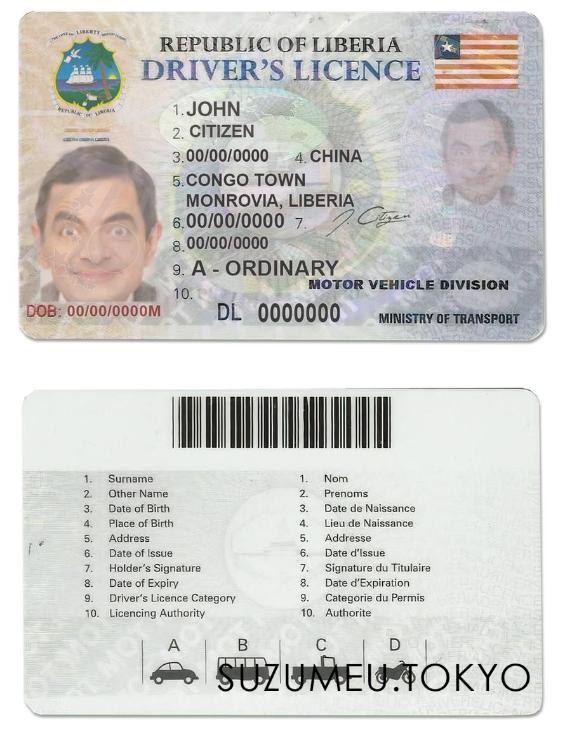 THE LOVE OF LIBERTY BROUGHT US HERE
REPUBLIC OF LIBERIA
REPUBLIC OF LIBERIA
DRIVER'S LICENCE
1. JOHN
2. CITIZEN
3. 00/00/0000 4. CHINA
5. CONGO TOWN
MONROVIA, LIBERIA
6. 00/00/0000 7. J. Citizen
8. 00/00/0000
9. A - ORDINARY
MOTOR VEHICLE DIVISION
10.
DOB: 00/00/0000M
DL 0000000
MINISTRY OF TRANSPORT
1. Surname
2. Other Name
3. Date of Birth
4. Place of Birth
5. Address
6. Date of Issue
7. Holder's Signature
8. Date of Expiry
9. Driver's Licence Category
10. Licencing Authority
1. Nom
2. Prenoms
3. Date de Naissance
4. Lieu de Naissance
5. Addresse
6. Date d'Issue
7. Signature du Titulaire
8. Date d'Expiration
9. Categorie du Permis
10. Authorite
A B C D
SUZUMEU.TOKYO